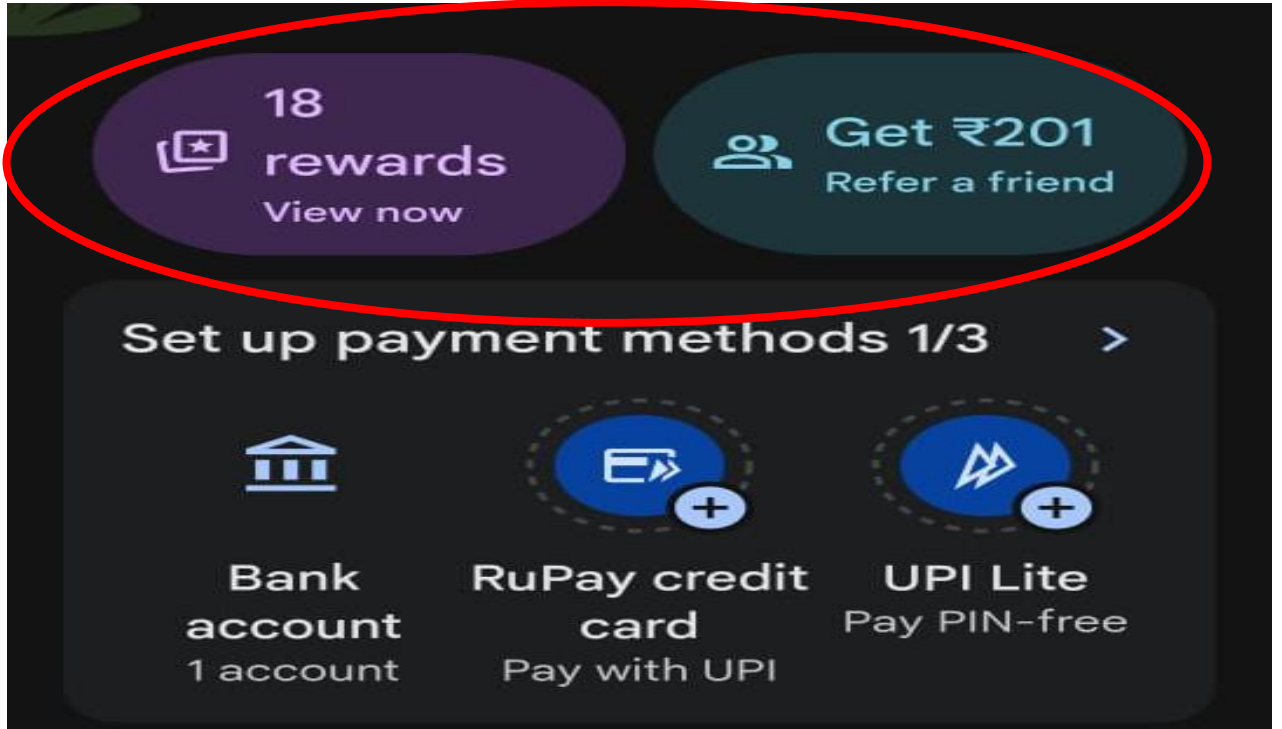 18
rewards
View now
Get ₹201
Refer a friend
Set up payment methods 1/3
Bank
account
1 account
RuPay credit
card
Pay with UPI
UPI Lite
Pay PIN-free